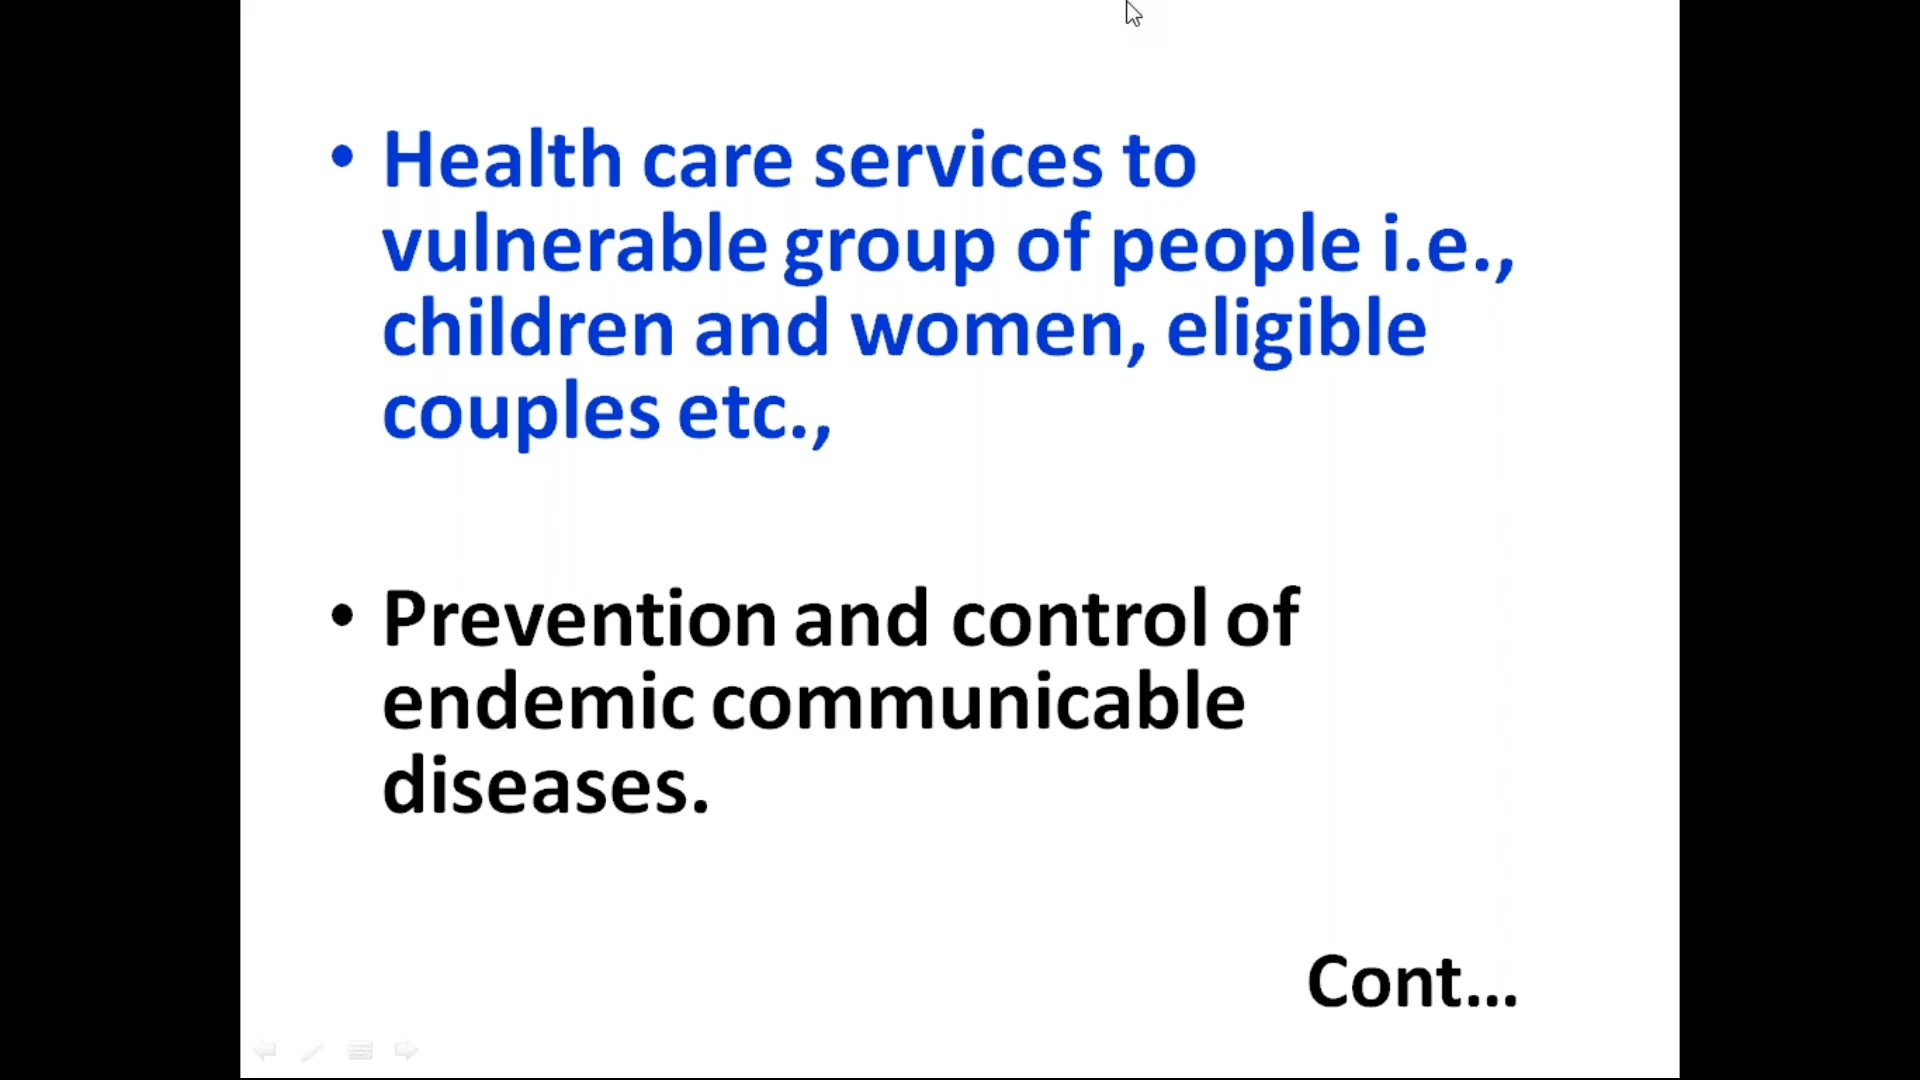 • Health care services to
vulnerable group of people i.e.,
children and women, eligible
couples etc.,
• Prevention and control of
endemic communicable
diseases.
Cont...